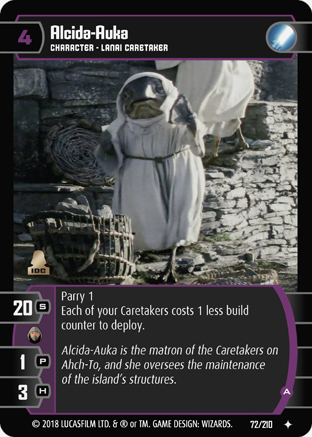 4
Alcida-Auka
CHARACTER - LANAI CARETAKER
IDC
20 S
Parry 1
Each of your Caretakers costs 1 less build
counter to deploy.
1 P
Alcida-Auka is the matron of the Caretakers on
Ahch-To, and she oversees the maintenance
of the island's structures.
3 H
A
© 2018 LUCASFILM LTD. & ® or TM. GAME DESIGN: WIZARDS.
72/210